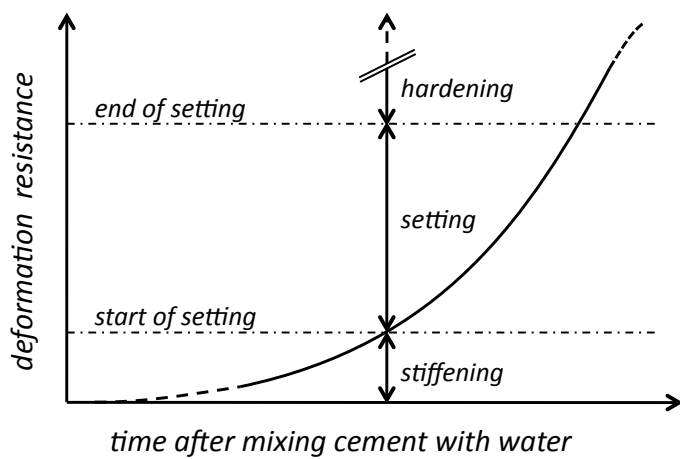 hardening
end of setting
setting
start of setting
stiffening
deformation resistance
time after mixing cement with water